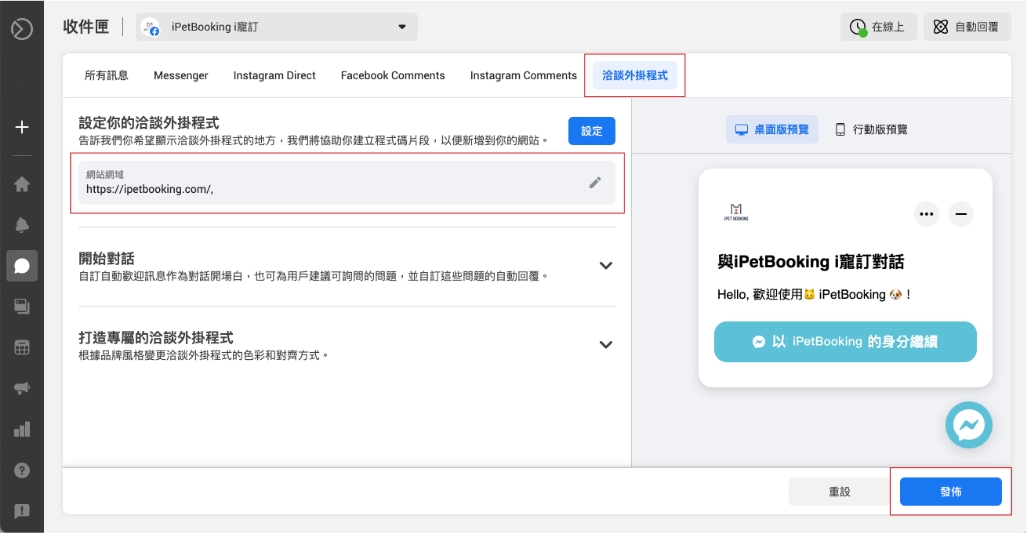 收件匣
iPetBooking i寵訂
在線上
自動回覆
所有訊息
Messenger
Instagram Direct
Facebook Comments
Instagram Comments
洽談外掛程式
設定你的洽談外掛程式
告訴我們你希望顯示洽談外掛程式的地方，我們將協助你建立程式碼片段，以便新增到你的網站。
設定
網站網域
https://ipetbooking.com/,
開始對話
自訂自動歡迎訊息作為對話開場白，也可為用戶建議可詢問的問題，並自訂這些問題的自動回覆。
打造專屬的洽談外掛程式
根據品牌風格變更洽談外掛程式的色彩和對齊方式。
桌面版預覽
行動版預覽
IPET BOOKING
與iPetBooking i寵訂對話
Hello, 歡迎使用🐱 iPetBooking 🐶！
以 iPetBooking 的身分繼續
重設
發佈